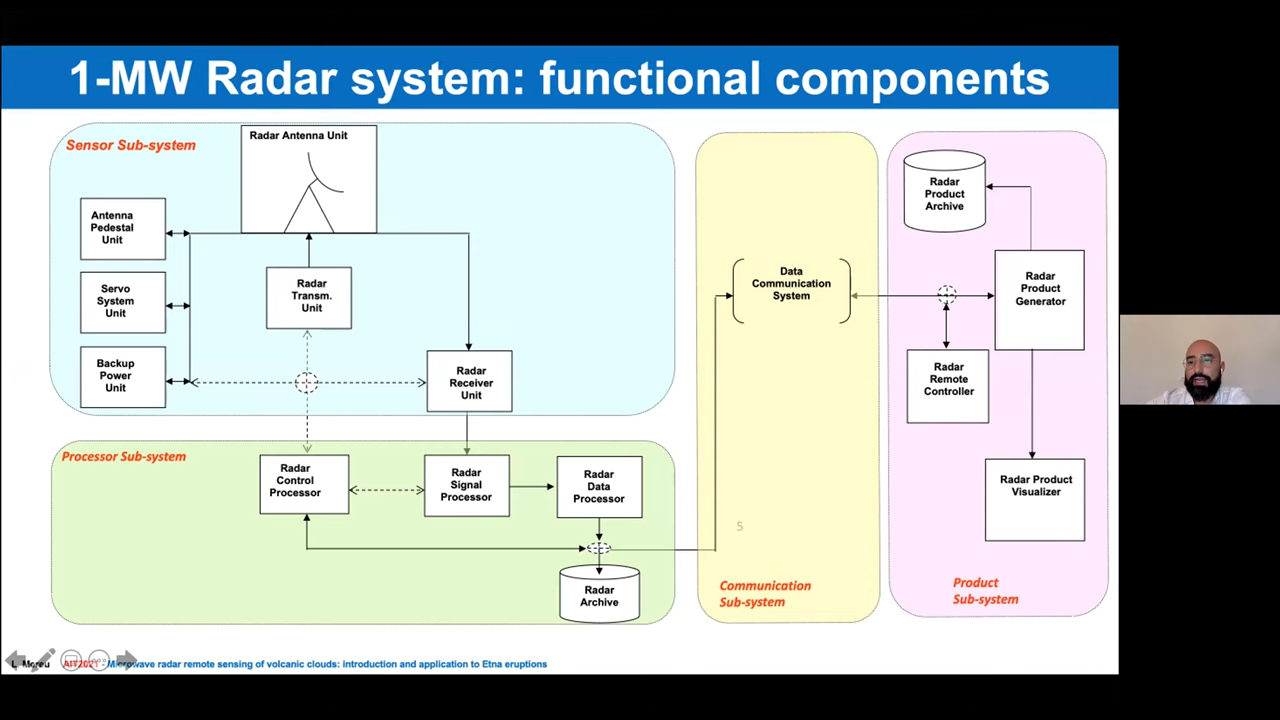 1-MW Radar system: functional components
Sensor Sub-system
Radar Antenna Unit
Antenna
Pedestal
Unit
Servo
System
Unit
Backup
Power
Unit
Radar
Transm.
Unit
Radar
Receiver
Unit
Processor Sub-system
Radar
Control
Processor
Radar
Signal
Processor
Radar
Data
Processor
Radar
Archive
Data
Communication
System
5
Communication
Sub-system
Radar
Product
Archive
Radar
Product
Generator
Radar
Remote
Controller
Radar Product
Visualizer
Product
Sub-system
AIT2021 - Microwave radar remote sensing of volcanic clouds: introduction and application to Etna eruptions